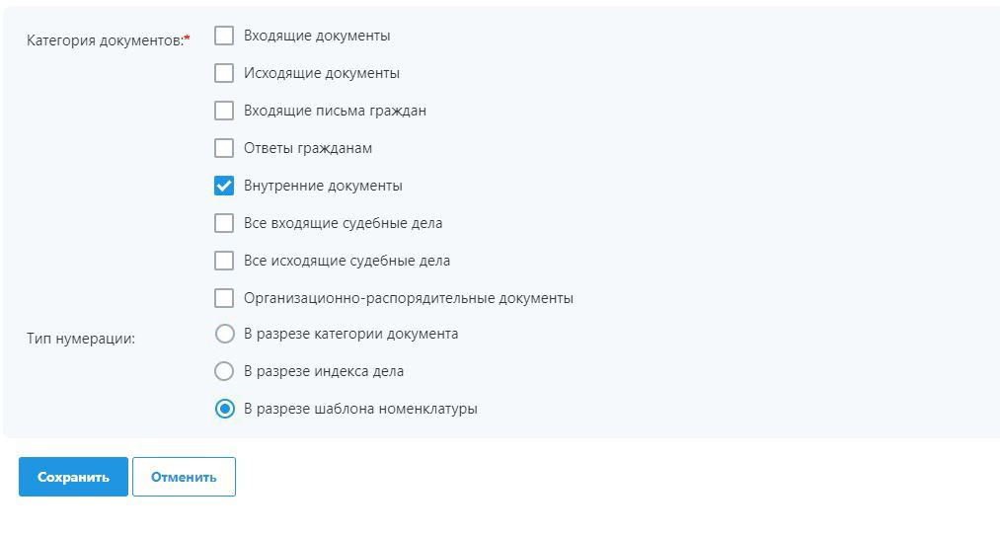 Категория документов:* Входящие документы
Исходящие документы
Входящие письма граждан
Ответы гражданам
Внутренние документы
Все входящие судебные дела
Все исходящие судебные дела
Организационно-распорядительные документы
Тип нумерации: В разрезе категории документа
В разрезе индекса дела
В разрезе шаблона номенклатуры
Сохранить Отменить